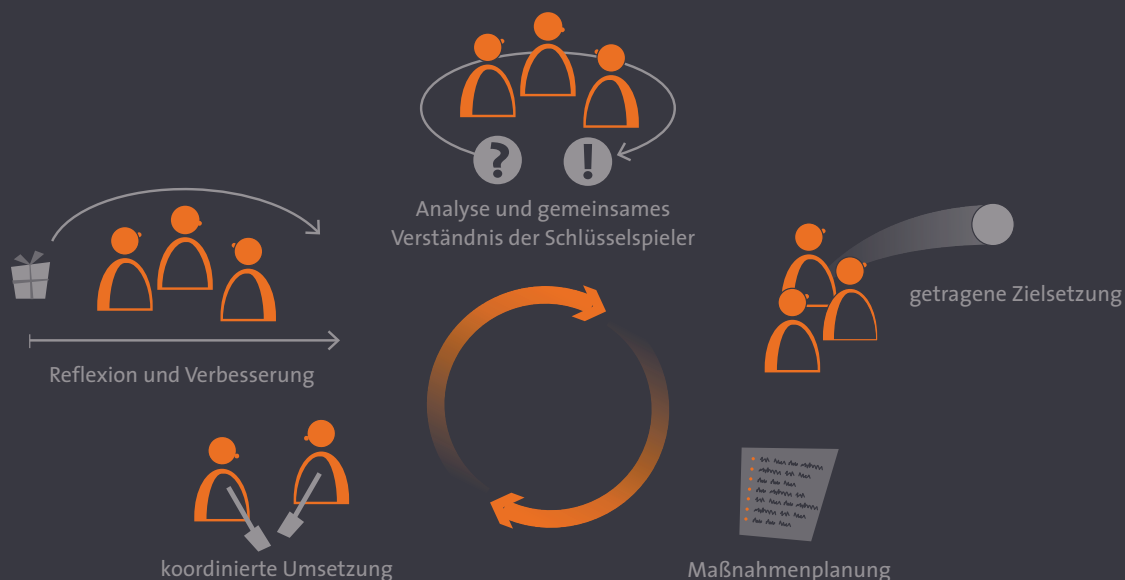 ?
!
Analyse und gemeinsames
Verständnis der Schlüsselspieler
getragene Zielsetzung
Reflexion und Verbesserung
koordinierte Umsetzung
Maßnahmenplanung